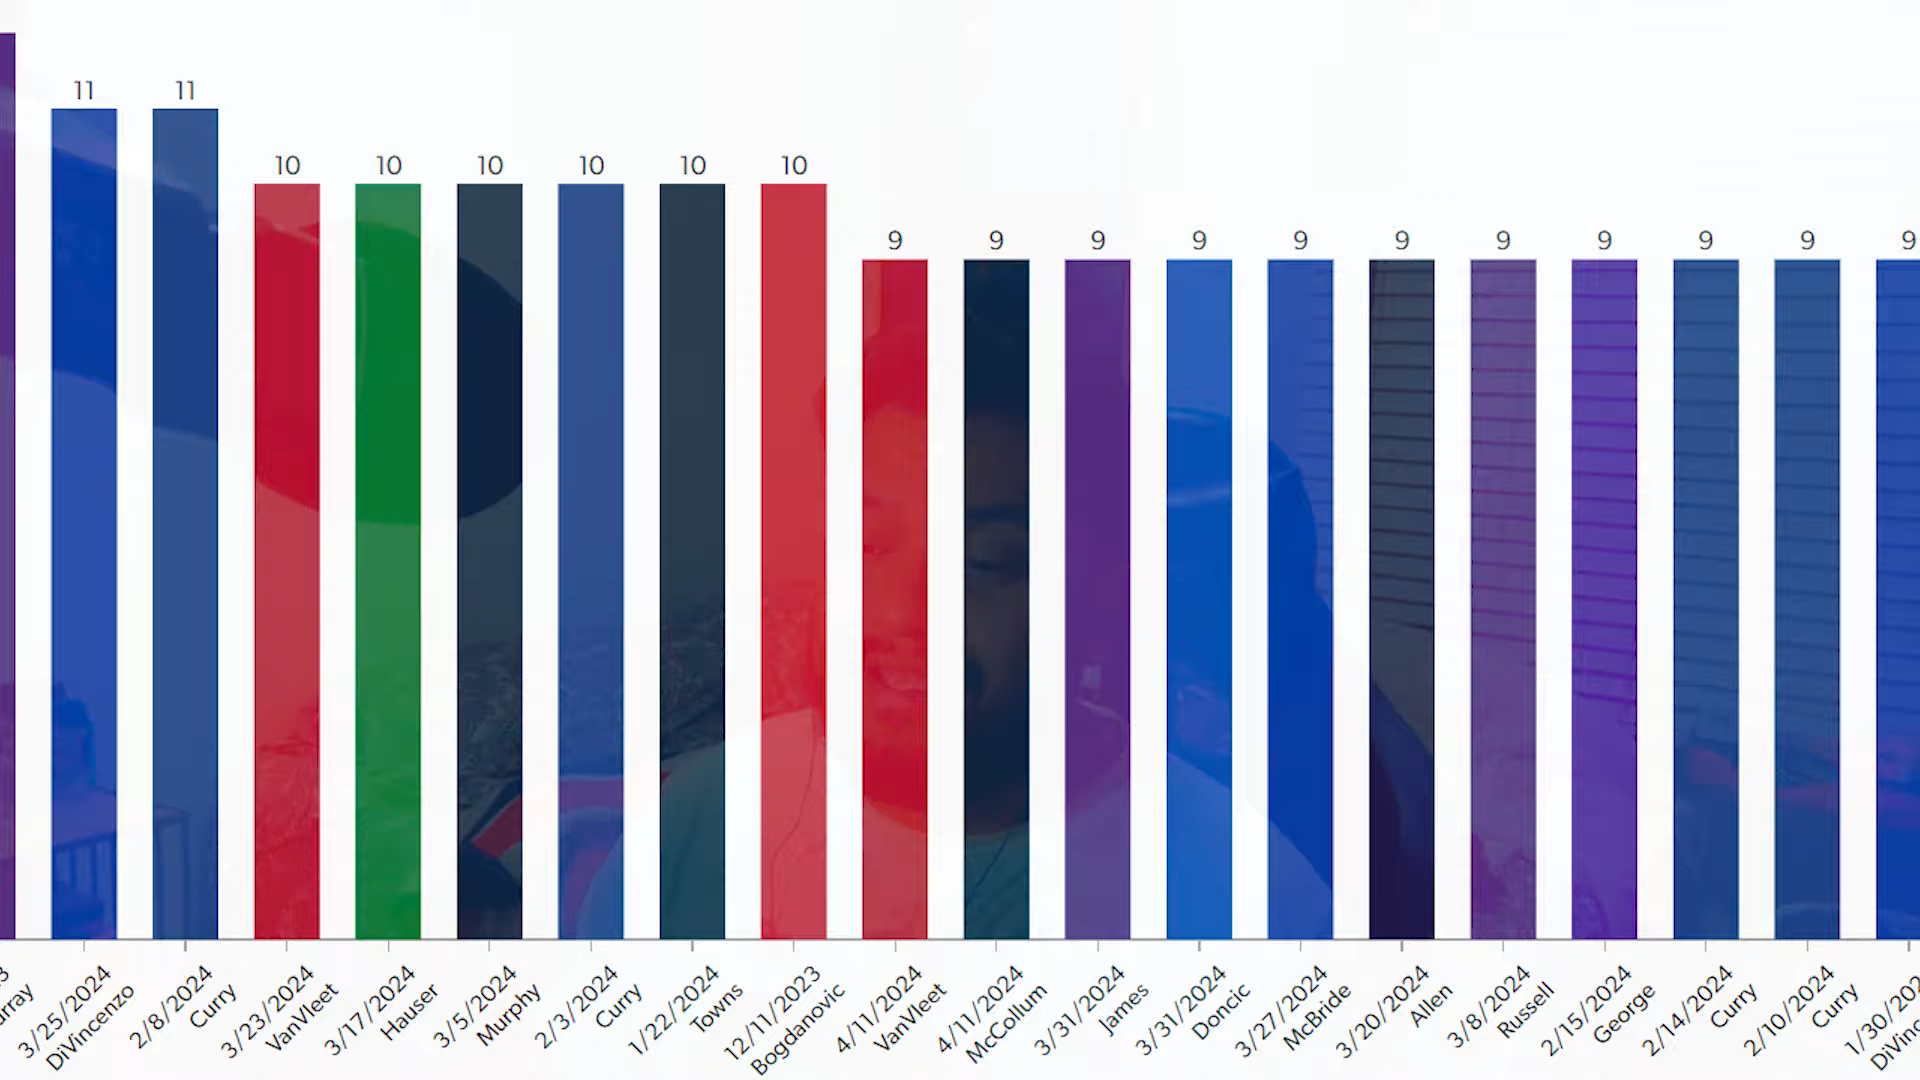 11
11
10
10
10
10
10
10
9
9
9
9
9
9
9
9
9
9
9
3/25/2024
DiVincenzo
2/8/2024
Curry
3/23/2024
VanVleet
3/17/2024
Hauser
3/5/2024
Murphy
2/3/2024
Curry
1/22/2024
Towns
12/11/2023
Bogdanovic
4/11/2024
VanVleet
4/11/2024
McCollum
3/31/2024
James
3/31/2024
Doncic
3/27/2024
McBride
3/20/2024
Allen
3/8/2024
Russell
2/15/2024
George
2/14/2024
Curry
2/10/2024
Curry